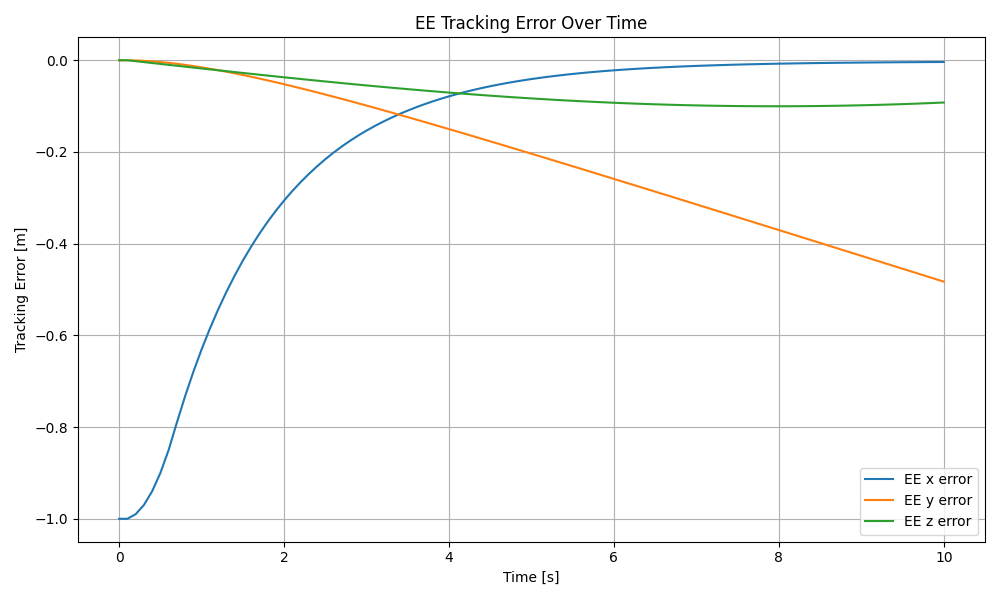 EE Tracking Error Over Time
Tracking Error [m]
0.0
−0.2
−0.4
−0.6
−0.8
−1.0
0 2 4 6 8 10
Time [s]
EE x error
EE y error
EE z error